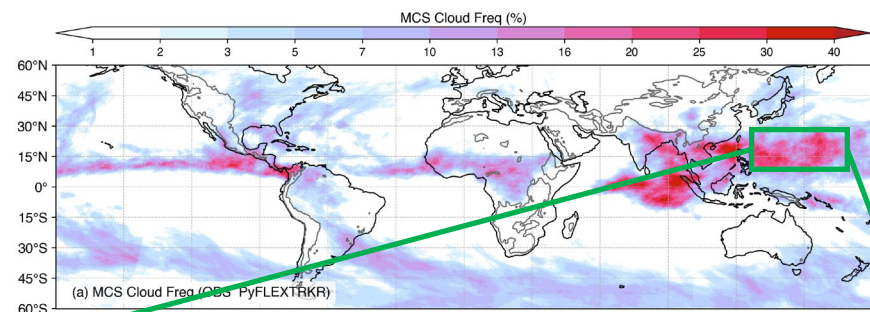 MCS Cloud Freq (%)
1 2 3 5 7 10 13 16 20 25 30 40
60°N
45°N
30°N
15°N
0°
15°S
30°S
45°S
(a) MCS Cloud Freq (OBS PyFLEXTRKR)
60°S